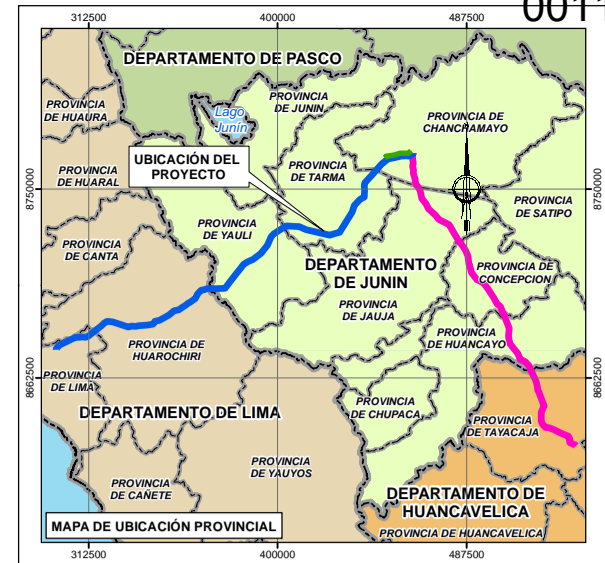 0011
312500
400000
487500
DEPARTAMENTO DE PASCO
PROVINCIA
DE HUAURA
Lago
Junín
PROVINCIA
DE JUNIN
PROVINCIA DE
CHANCHAMAYO
UBICACIÓN DEL
PROYECTO
PROVINCIA
DE TARMA
PROVINCIA
DE HUARAL
8750000
8750000
PROVINCIA
DE SATIPO
PROVINCIA
DE YAULI
PROVINCIA
DE CANTA
DEPARTAMENTO
DE JUNIN
PROVINCIA DE
CONCEPCION
PROVINCIA
DE JAUJA
PROVINCIA
DE HUAROCHIRI
PROVINCIA
DE HUANCAYO
PROVINCIA
DE LIMA
8662500
8662500
DEPARTAMENTO DE LIMA
PROVINCIA
DE CHUPACA
PROVINCIA
DE TAYACAJA
PROVINCIA
DE YAUYOS
PROVINCIA
DE CAÑETE
DEPARTAMENTO DE
HUANCAVELICA
MAPA DE UBICACIÓN PROVINCIAL
PROVINCIA DE HUANCAVELICA
312500
400000
487500